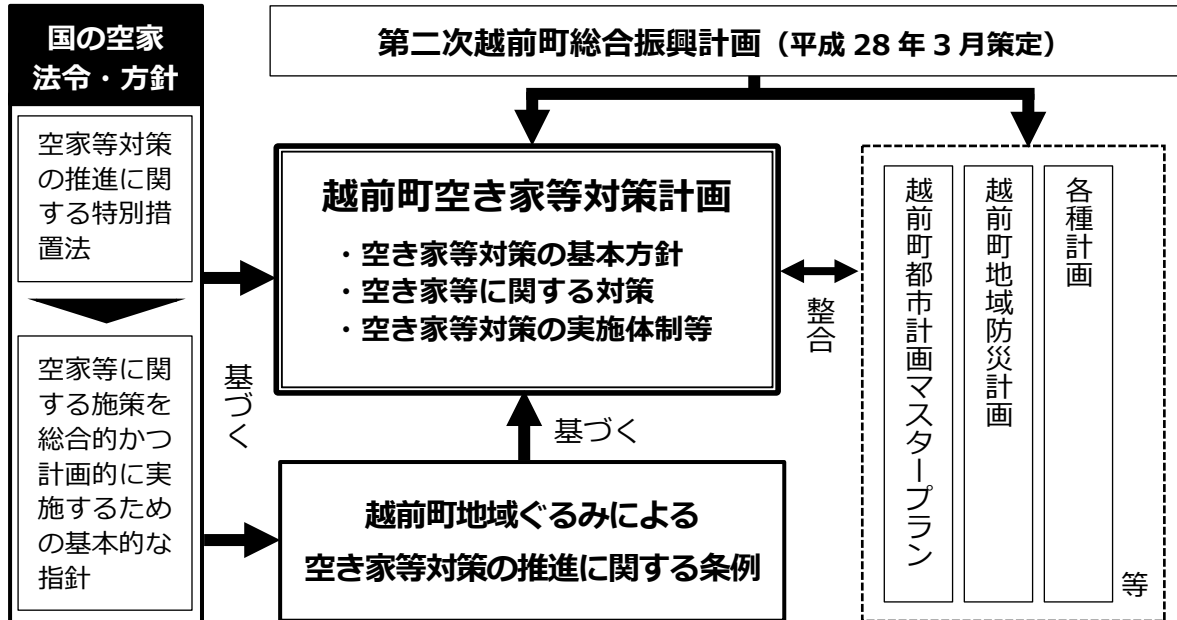 国の空家
法令・方針
空家等対策
の推進に関
する特別措
置法
空家等に関
する施策を
総合的かつ
計画的に実
施するため
の基本的な
指針
第二次越前町総合振興計画（平成 28 年 3 月策定）
越前町空き家等対策計画
・空き家等対策の基本方針
・空き家等に関する対策
・空き家等対策の実施体制等
基づく
基づく
越前町地域ぐるみによる
空き家等対策の推進に関する条例
整合
越前町都市計画マスタープラン
越前町地域防災計画
各種計画
等